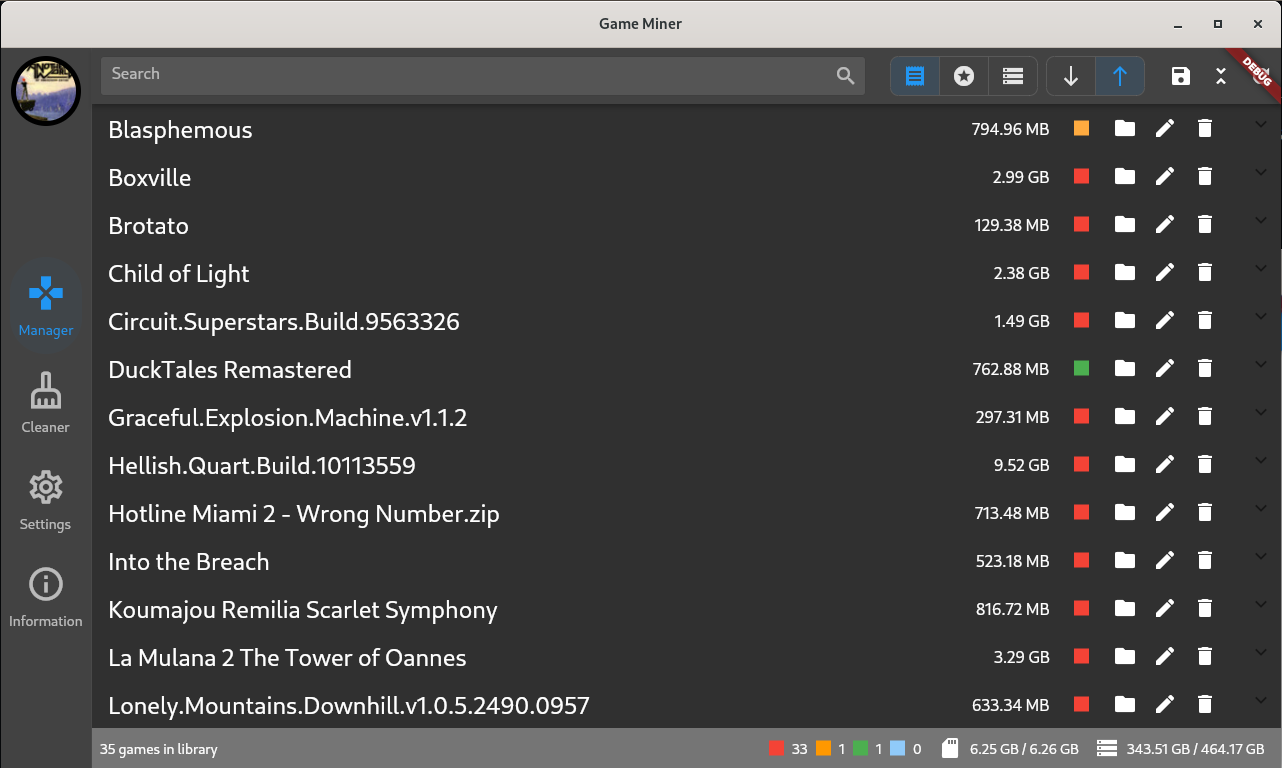 Game Miner
Search
DEBUG
Blasphemous 794.96 MB
Boxville 2.99 GB
Brotato 129.38 MB
Child of Light 2.38 GB
Circuit.Superstars.Build.9563326 1.49 GB
DuckTales Remastered 762.88 MB
Graceful.Explosion.Machine.v1.1.2 297.31 MB
Hellish.Quart.Build.10113559 9.52 GB
Hotline Miami 2 - Wrong Number.zip 713.48 MB
Into the Breach 523.18 MB
Koumajou Remilia Scarlet Symphony 816.72 MB
La Mulana 2 The Tower of Oannes 3.29 GB
Lonely.Mountains.Downhill.v1.0.5.2490.0957 633.34 MB
Manager
Cleaner
Settings
Information
35 games in library 33 1 1 0 6.25 GB / 6.26 GB 343.51 GB / 464.17 GB